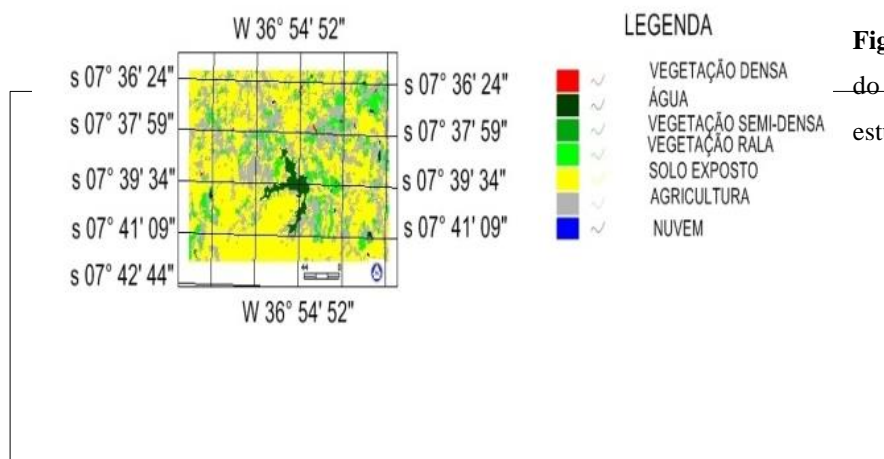 W 36° 54' 52"
s 07° 36' 24"
s 07° 37' 59"
s 07° 39' 34"
s 07° 41' 09"
s 07° 42' 44"
s 07° 36' 24"
s 07° 37' 59"
s 07° 39' 34"
s 07° 41' 09"
W 36° 54' 52"
LEGENDA
VEGETAÇÃO DENSA
ÁGUA
VEGETAÇÃO SEMI-DENSA
VEGETAÇÃO RALA
SOLO EXPOSTO
AGRICULTURA
NUVEM
Fig
do
est